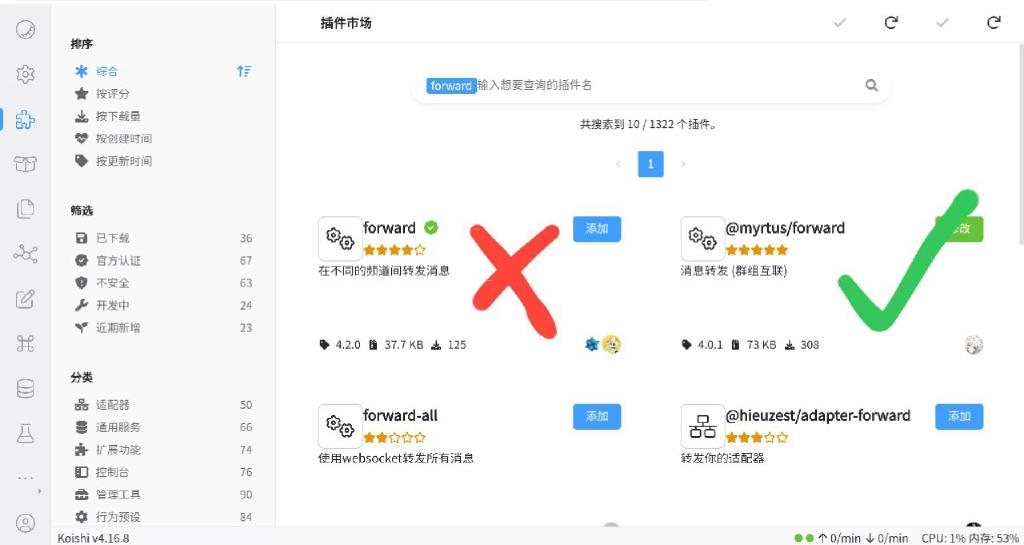 插件市场
排序
综合
按评分
按下载量
按创建时间
按更新时间
筛选
已下载 36
官方认证 67
不安全 63
开发中 24
近期新增 23
分类
适配器 50
通用服务 66
扩展功能 74
控制台 76
管理工具 90
行为预设 84
forward 输入想要查询的插件名
共搜索到 10 / 1322 个插件。
1
forward 添加
在不同的频道间转发消息
4.2.0 37.7 KB 125
@myrtus/forward 改
消息转发 (群组互联)
4.0.1 73 KB 308
forward-all 添加
使用websocket转发所有消息
@hieuzest/adapter-forward 添加
转发你的适配器
Koishi v4.16.8
↑ 0/min ↓ 0/min CPU: 1% 内存: 53%